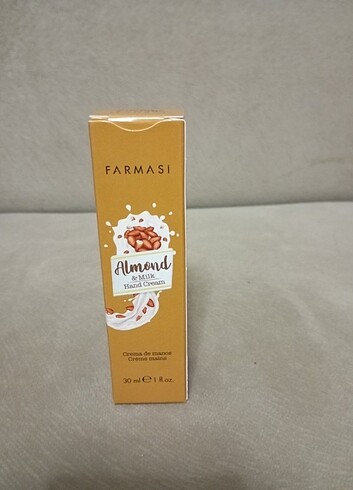 FARMASİ
Almond
& Milk
Hand Cream
Crema de manos
Crème mains
30 ml ℮ 1 fl oz.